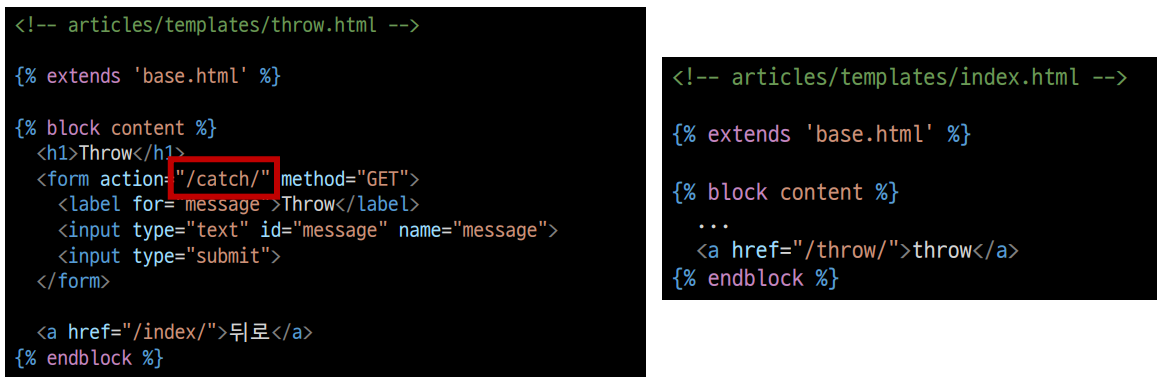 <!-- articles/templates/throw.html -->
{% extends 'base.html' %}
{% block content %}
<h1>Throw</h1>
<form action="/catch/" method="GET">
<label for="message">Throw</label>
<input type="text" id="message" name="message">
<input type="submit">
</form>
<a href="/index/">뒤로</a>
{% endblock %}
<!-- articles/templates/index.html -->
{% extends 'base.html' %}
{% block content %}
...
<a href="/throw/">throw</a>
{% endblock %}